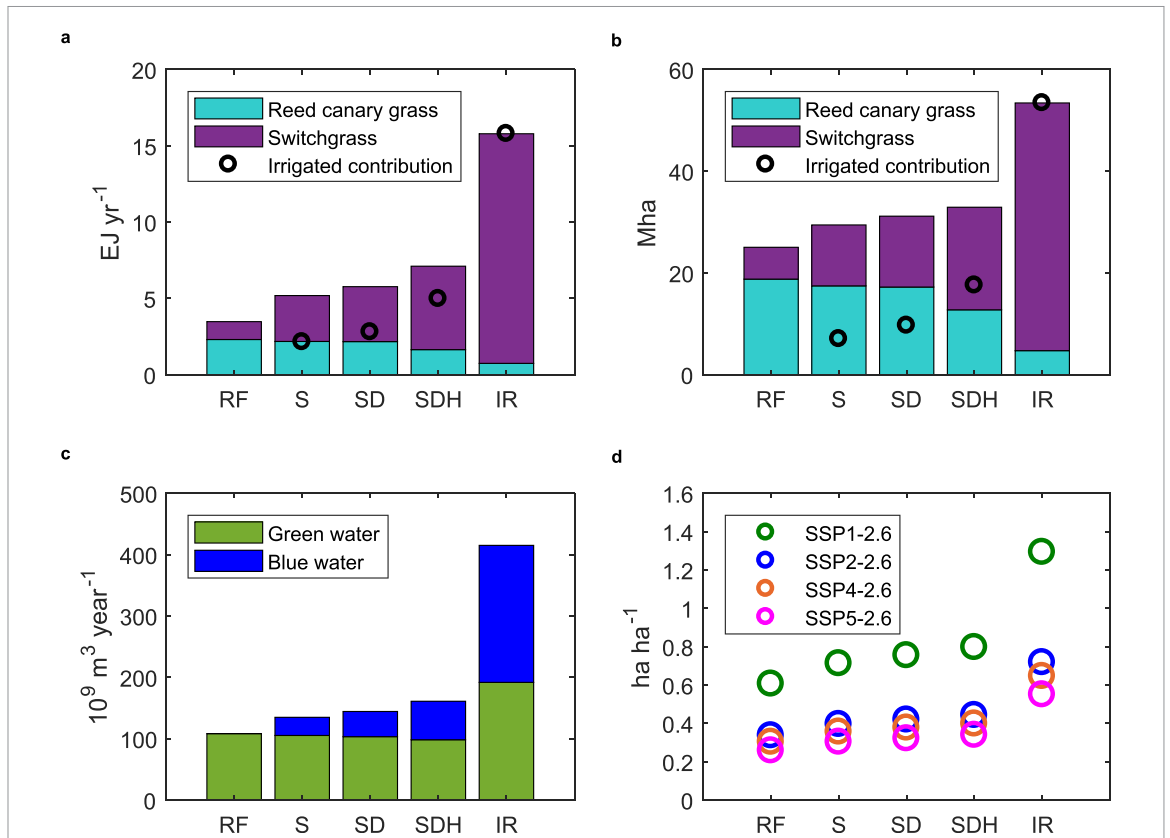 a
20
15
10
5
0
EJ yr⁻¹
Reed canary grass
Switchgrass
Irrigated contribution
RF S SD SDH IR
b
60
40
20
0
Mha
Reed canary grass
Switchgrass
Irrigated contribution
RF S SD SDH IR
c
500
400
300
200
100
0
10⁹ m³ year⁻¹
Green water
Blue water
RF S SD SDH IR
d
1.6
1.4
1.2
1
0.8
0.6
0.4
0.2
0
ha ha⁻¹
SSP1-2.6
SSP2-2.6
SSP4-2.6
SSP5-2.6
RF S SD SDH IR